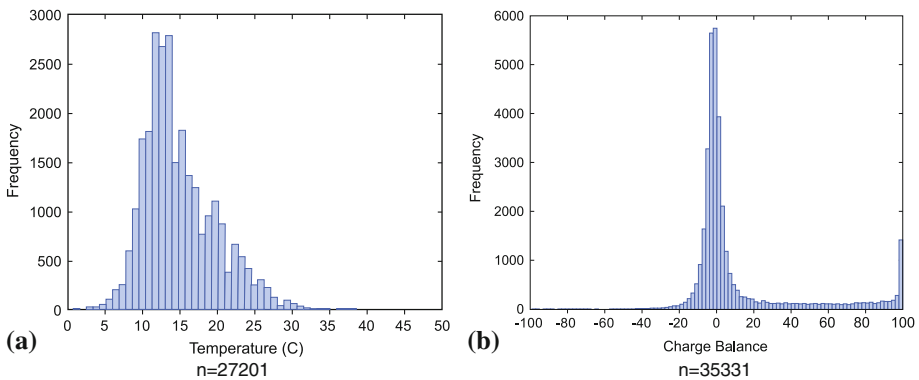 3000
2500
2000
1500
1000
500
0
Frequency
0 5 10 15 20 25 30 35 40 45 50
(a)
Temperature (C)
n=27201
6000
5000
4000
3000
2000
1000
0
Frequency
-100 -80 -60 -40 -20 0 20 40 60 80 100
(b)
Charge Balance
n=35331